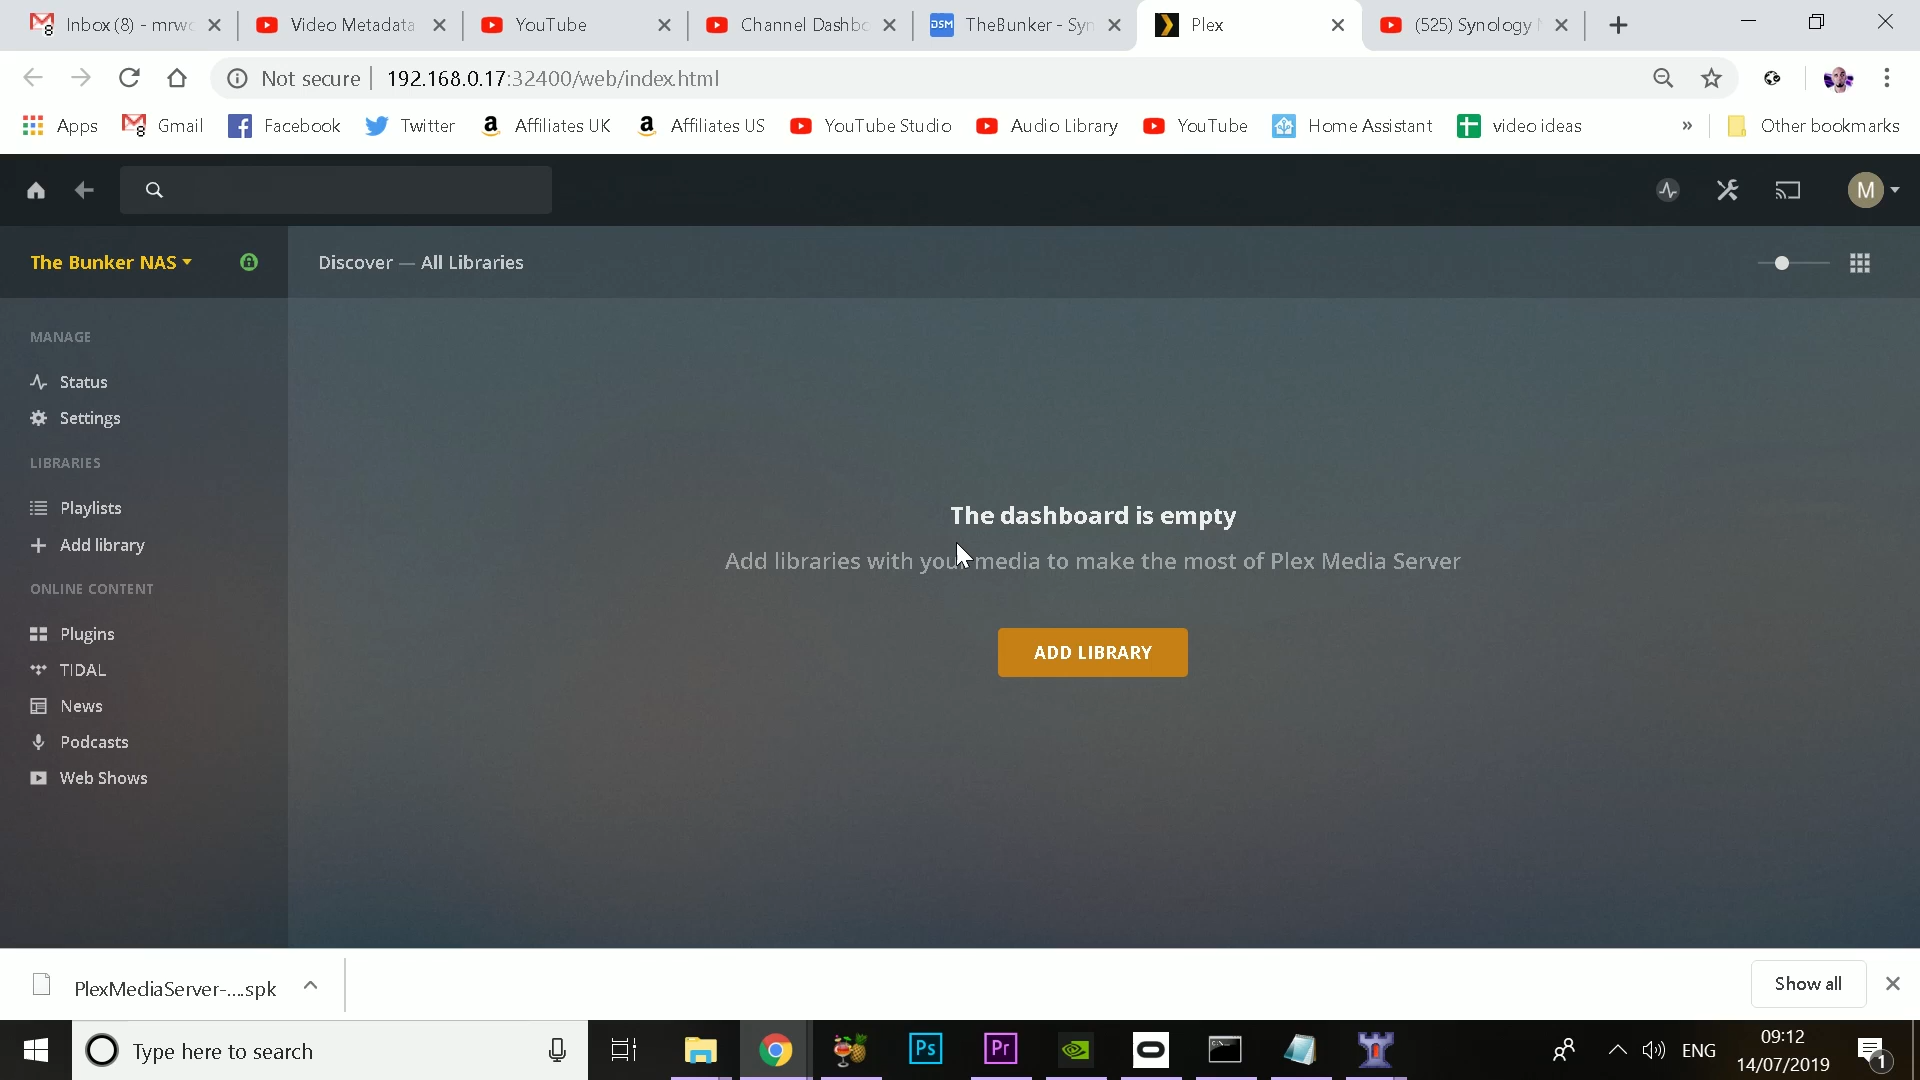 Inbox (8) - mrw
Video Metadata
YouTube
Channel Dashbo
DSM
TheBunker - Syn
Plex
(525) Synology
Not secure
192.168.0.17:32400/web/index.html
Apps
Gmail
Facebook
Twitter
Affiliates UK
Affiliates US
YouTube Studio
Audio Library
YouTube
Home Assistant
video ideas
»
Other bookmarks
M
The Bunker NAS
Discover — All Libraries
MANAGE
Status
Settings
LIBRARIES
Playlists
Add library
ONLINE CONTENT
Plugins
TIDAL
News
Podcasts
Web Shows
The dashboard is empty
Add libraries with your media to make the most of Plex Media Server
ADD LIBRARY
PlexMediaServer-....spk
Show all
Type here to search
Ps
Pr
ENG
09:12
14/07/2019
1